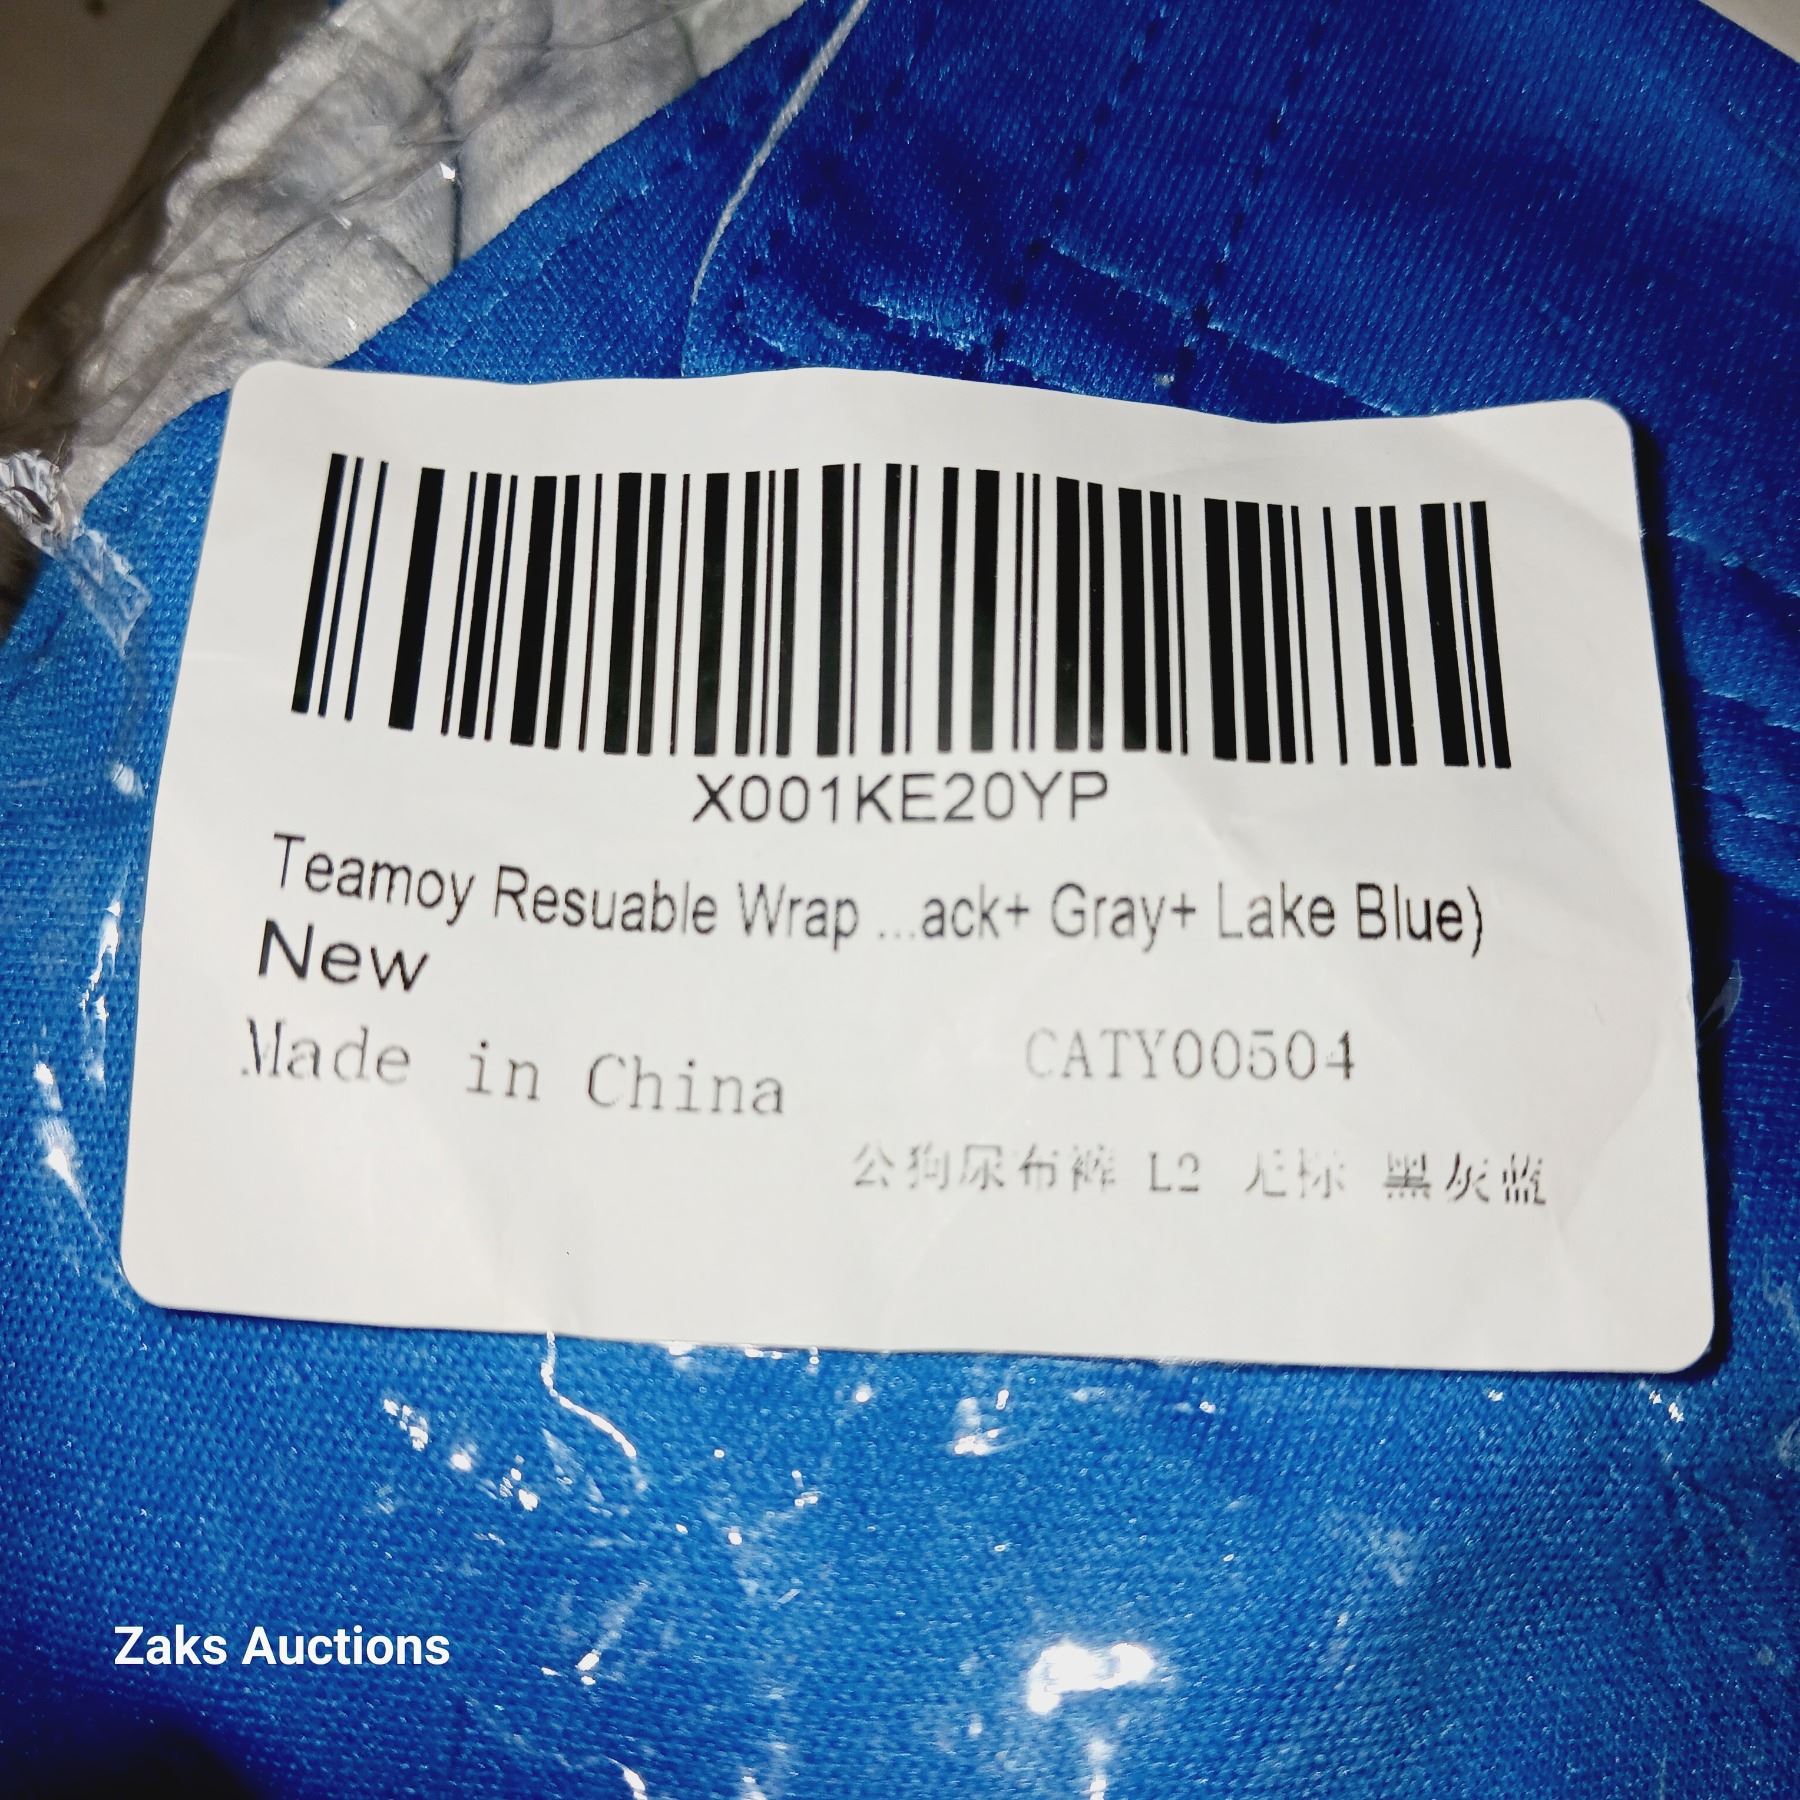 X001KE20YP
Teamoy Resuable Wrap ...ack+ Gray+ Lake Blue)
New
Made in China
CATY00504
公狗尿布裤 L2 无标 黑灰蓝
Zaks Auctions